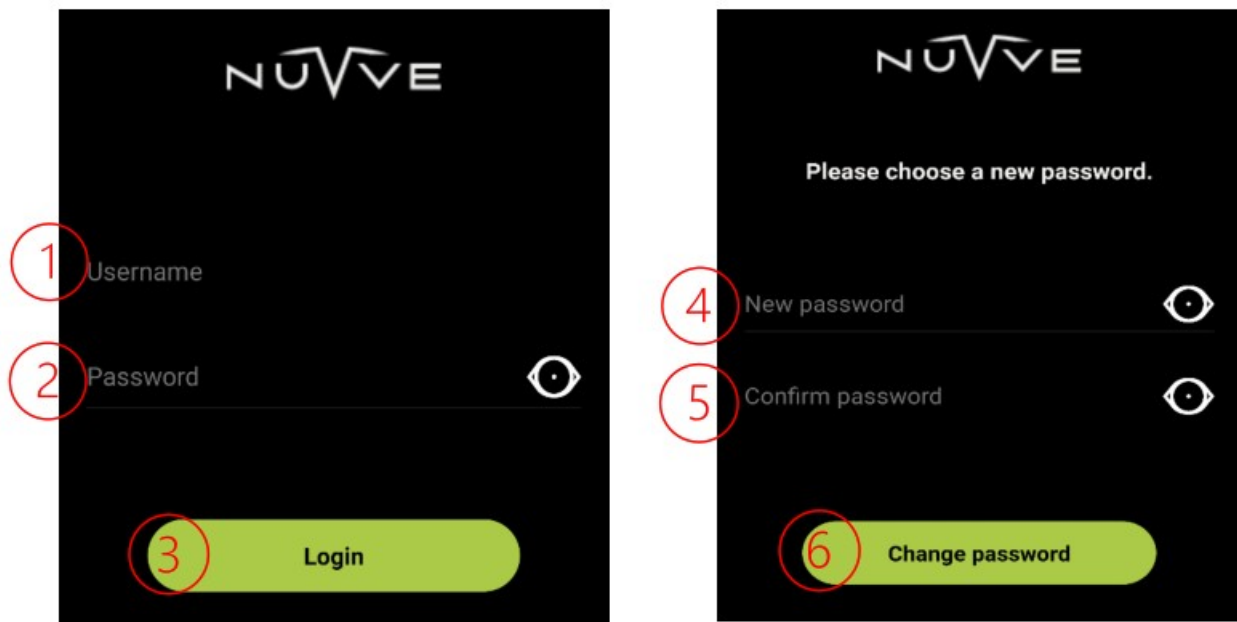 NUVVE
1
Username
2
Password
3
Login
NUVVE
Please choose a new password.
4
New password
5
Confirm password
6
Change password